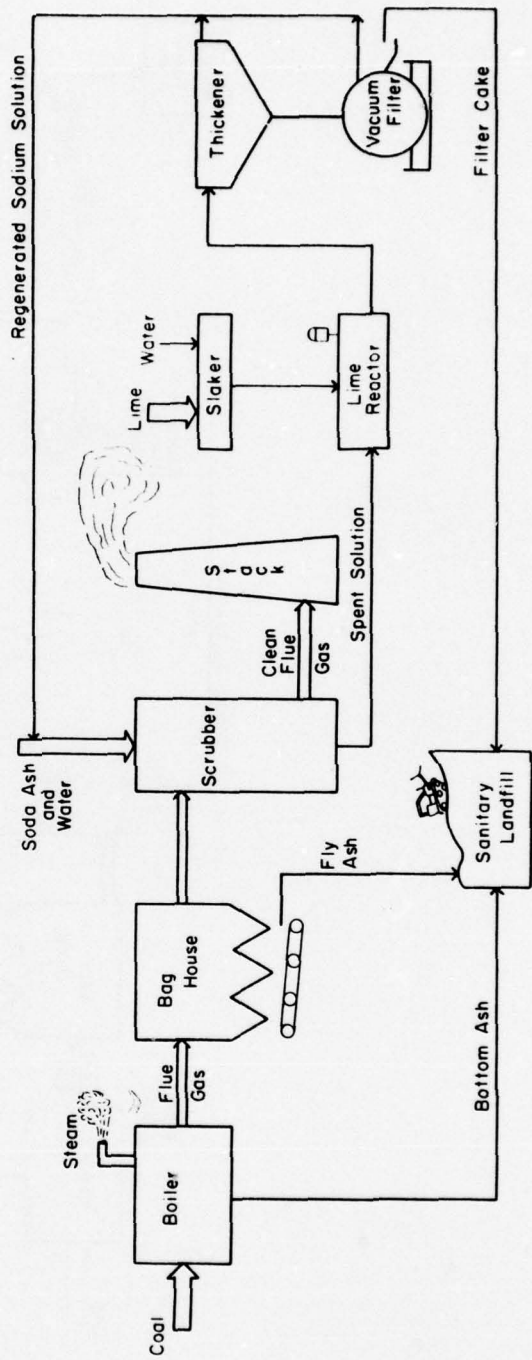 Regenerated Sodium Solution
Soda Ash
and
Water
Lime
Water
Slaker
Thickener
Steam
Coal
Boiler
Flue
Gas
Bag
House
Scrubber
Clean
Flue
Gas
Stack
Lime
Reactor
Vacuum
Filter
Fly
Ash
Spent Solution
Sanitary
Landfill
Bottom Ash
Filter Cake